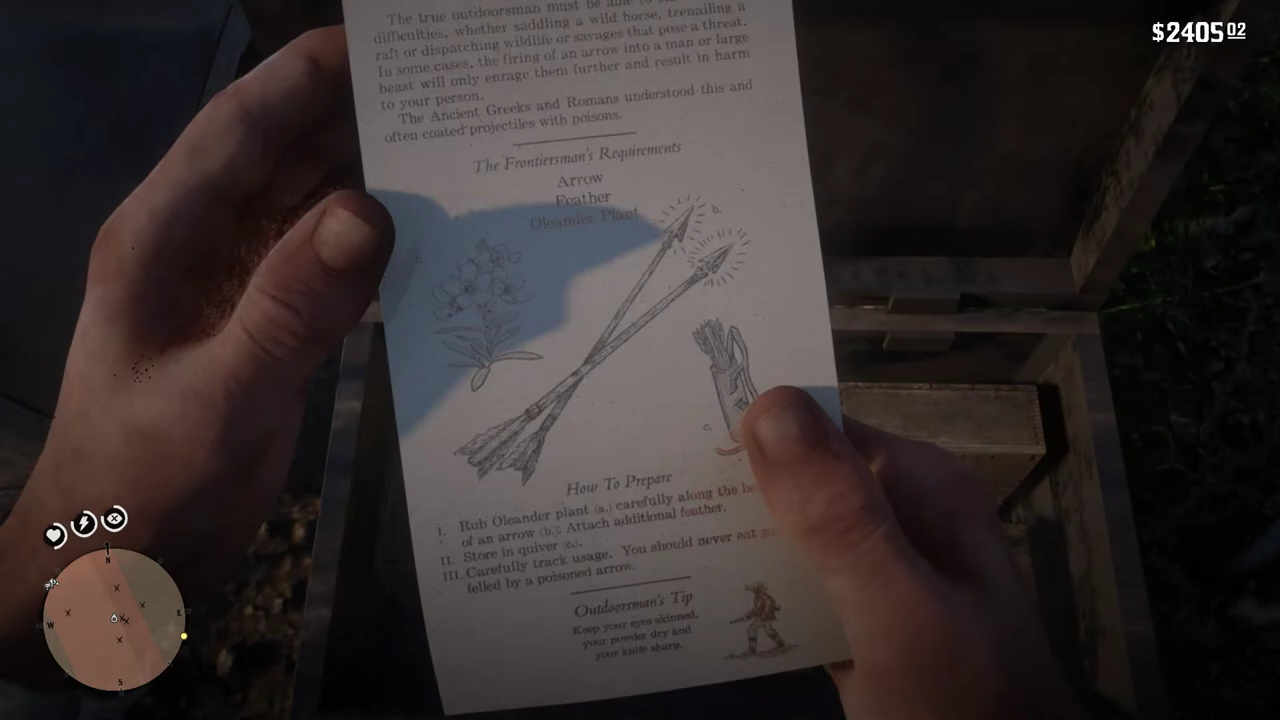 $2405 02
The true outdoorsman must be able to
difficulties, whether saddling a wild horse, trenailing a
raft or dispatching wildlife or savages that pose a threat.
In some cases, the firing of an arrow into a man or large
beast will only enrage them further and result in harm
to your person.
The Ancient Greeks and Romans understood this and
often coated projectiles with poisons.
The Frontiersman's Requirements
Arrow
Feather
Oleander Plant
b.
c.
How To Prepare
I. Rub Oleander plant (a.) carefully along the
of an arrow (b.). Attach additional feather.
II. Store in quiver (c.).
III. Carefully track usage. You should never eat
felled by a poisoned arrow.
Outdoorsman's Tip
Keep your eyes skinned,
your powder dry and
your knife sharp.
N
W
E
S